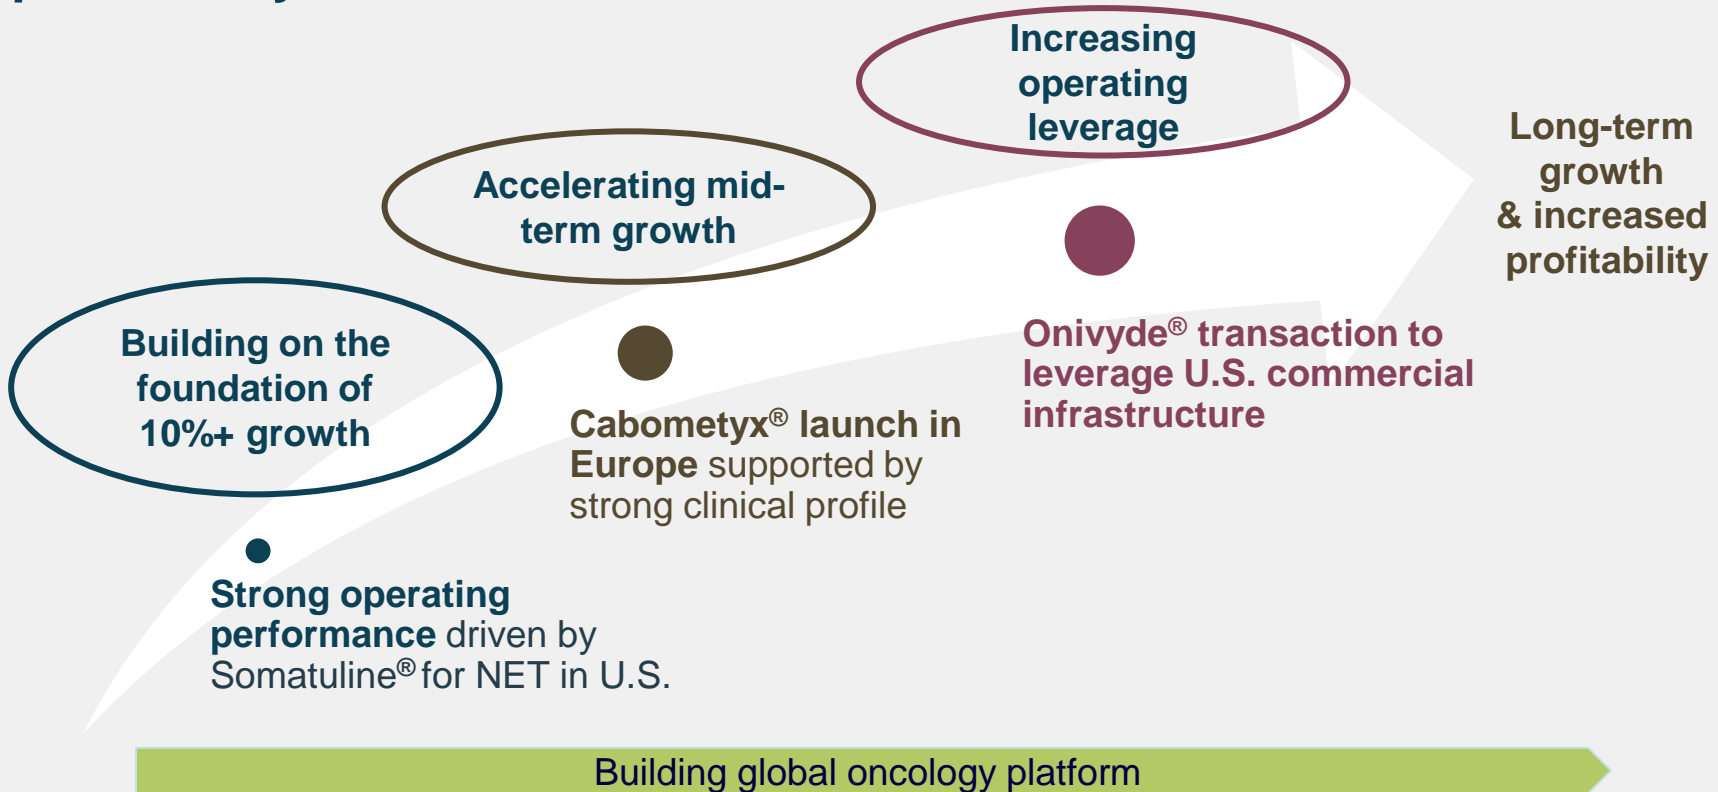 Increasing
operating
leverage
Long-term
growth
& increased
profitability
Accelerating mid-
term growth
Building on the
foundation of
10%+ growth
Onivyde® transaction to
leverage U.S. commercial
infrastructure
Cabometyx® launch in
Europe supported by
strong clinical profile
Strong operating
performance driven by
Somatuline® for NET in U.S.
Building global oncology platform